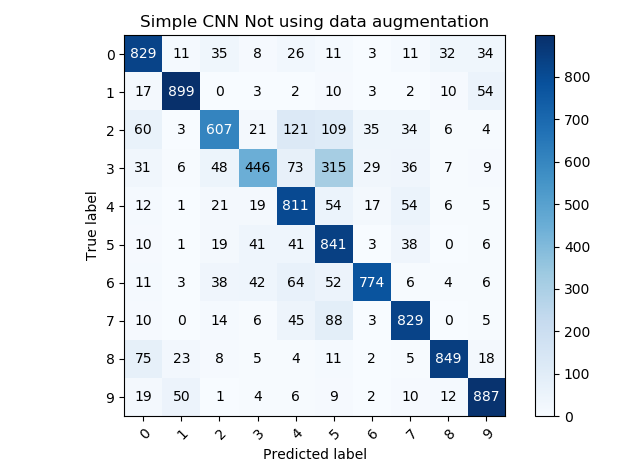 Simple CNN Not using data augmentation
0 829 11 35 8 26 11 3 11 32 34
1 17 899 0 3 2 10 3 2 10 54
2 60 3 607 21 121 109 35 34 6 4
3 31 6 48 446 73 315 29 36 7 9
4 12 1 21 19 811 54 17 54 6 5
5 10 1 19 41 41 841 3 38 0 6
6 11 3 38 42 64 52 774 6 4 6
7 10 0 14 6 45 88 3 829 0 5
8 75 23 8 5 4 11 2 5 849 18
9 19 50 1 4 6 9 2 10 12 887
0 1 2 3 4 5 6 7 8 9
True label
Predicted label
800
700
600
500
400
300
200
100
0